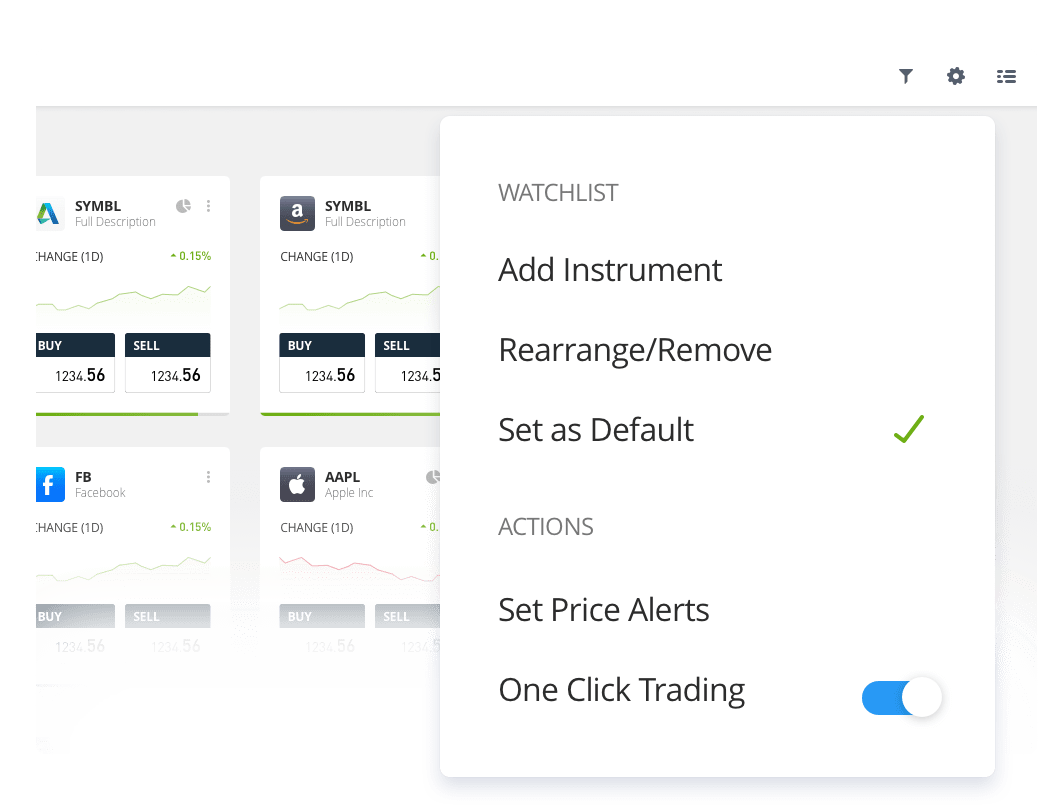 SYMBL
Full Description
CHANGE (1D)
0.15%
BUY
SELL
1234.56
1234.56
SYMBL
Full Description
CHANGE (1D)
0.
BUY
SELL
1234.56
1234.5
FB
Facebook
CHANGE (1D)
0.15%
BUY
SELL
1234.56
1234.56
AAPL
Apple Inc
CHANGE (1D)
0.
BUY
SELL
1234.56
1234.5
WATCHLIST
Add Instrument
Rearrange/Remove
Set as Default
ACTIONS
Set Price Alerts
One Click Trading